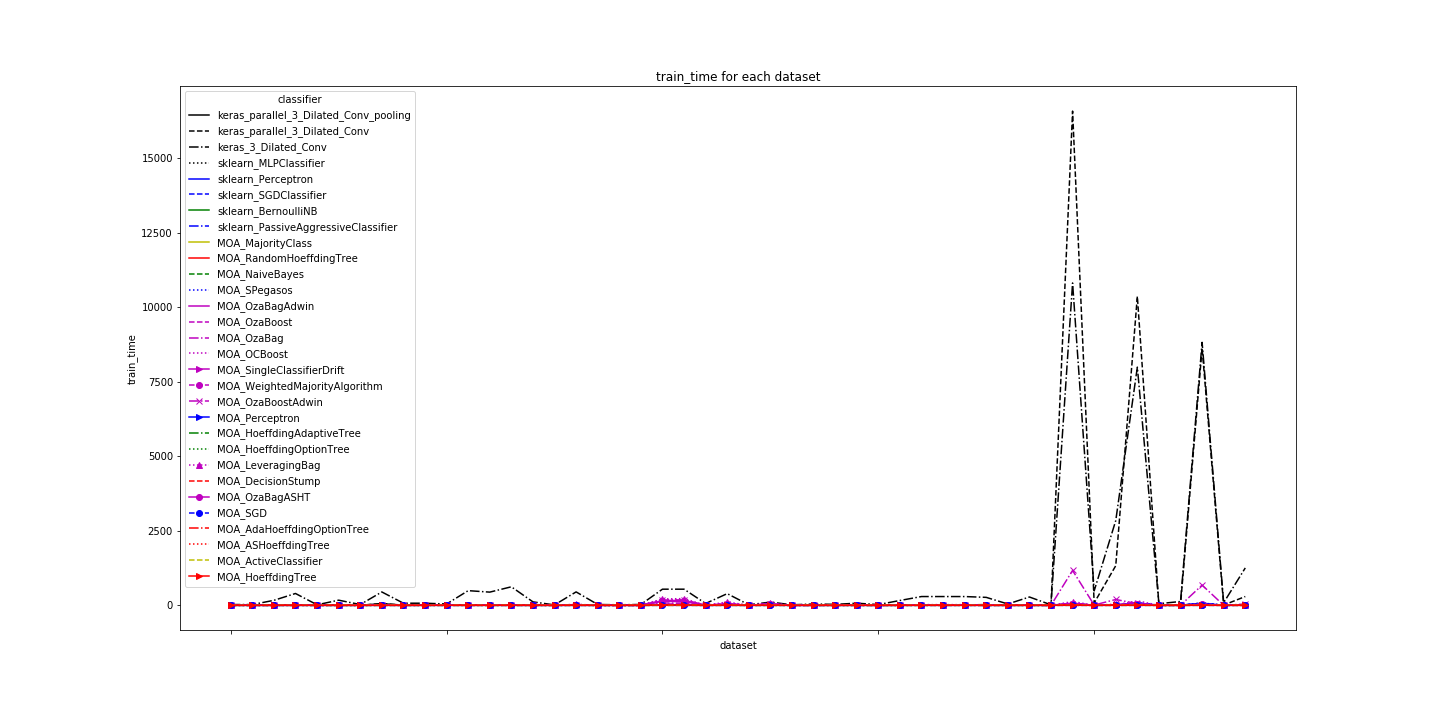 train_time for each dataset
classifier
keras_parallel_3_Dilated_Conv_pooling
keras_parallel_3_Dilated_Conv
keras_3_Dilated_Conv
sklearn_MLPClassifier
sklearn_Perceptron
sklearn_SGDClassifier
sklearn_BernoulliNB
sklearn_PassiveAggressiveClassifier
MOA_MajorityClass
MOA_RandomHoeffdingTree
MOA_NaiveBayes
MOA_SPegasos
MOA_OzaBagAdwin
MOA_OzaBoost
MOA_OzaBag
MOA_OCBoost
MOA_SingleClassifierDrift
MOA_WeightedMajorityAlgorithm
MOA_OzaBoostAdwin
MOA_Perceptron
MOA_HoeffdingAdaptiveTree
MOA_HoeffdingOptionTree
MOA_LeveragingBag
MOA_DecisionStump
MOA_OzaBagASHT
MOA_SGD
MOA_AdaHoeffdingOptionTree
MOA_ASHoeffdingTree
MOA_ActiveClassifier
MOA_HoeffdingTree
train_time
15000
12500
10000
7500
5000
2500
0
dataset